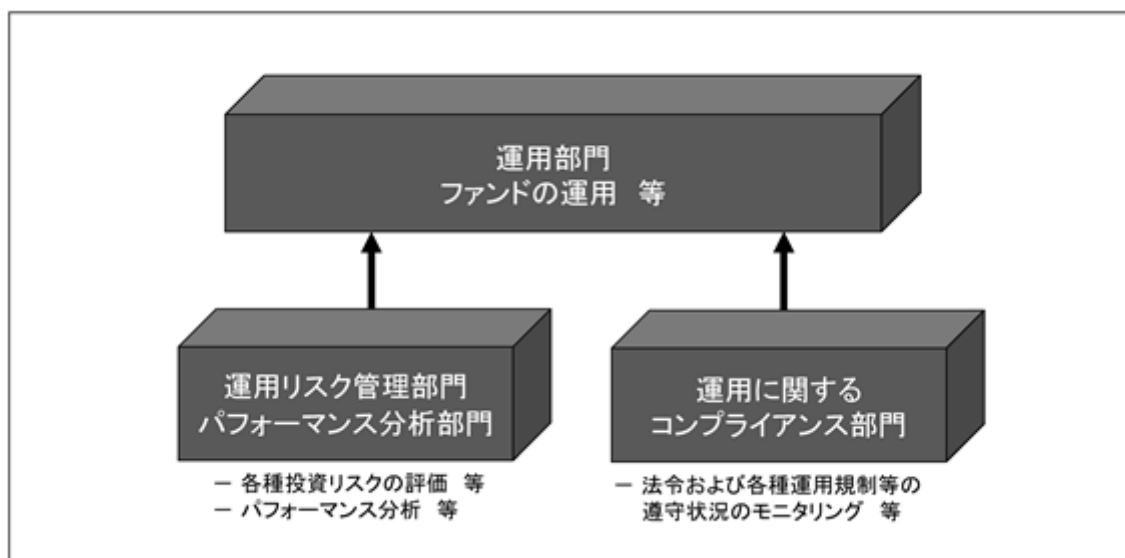 運用部門
ファンドの運用 等
運用リスク管理部門
パフォーマンス分析部門
－ 各種投資リスクの評価 等
－ パフォーマンス分析 等
運用に関する
コンプライアンス部門
－ 法令および各種運用規制等の
遵守状況のモニタリング 等